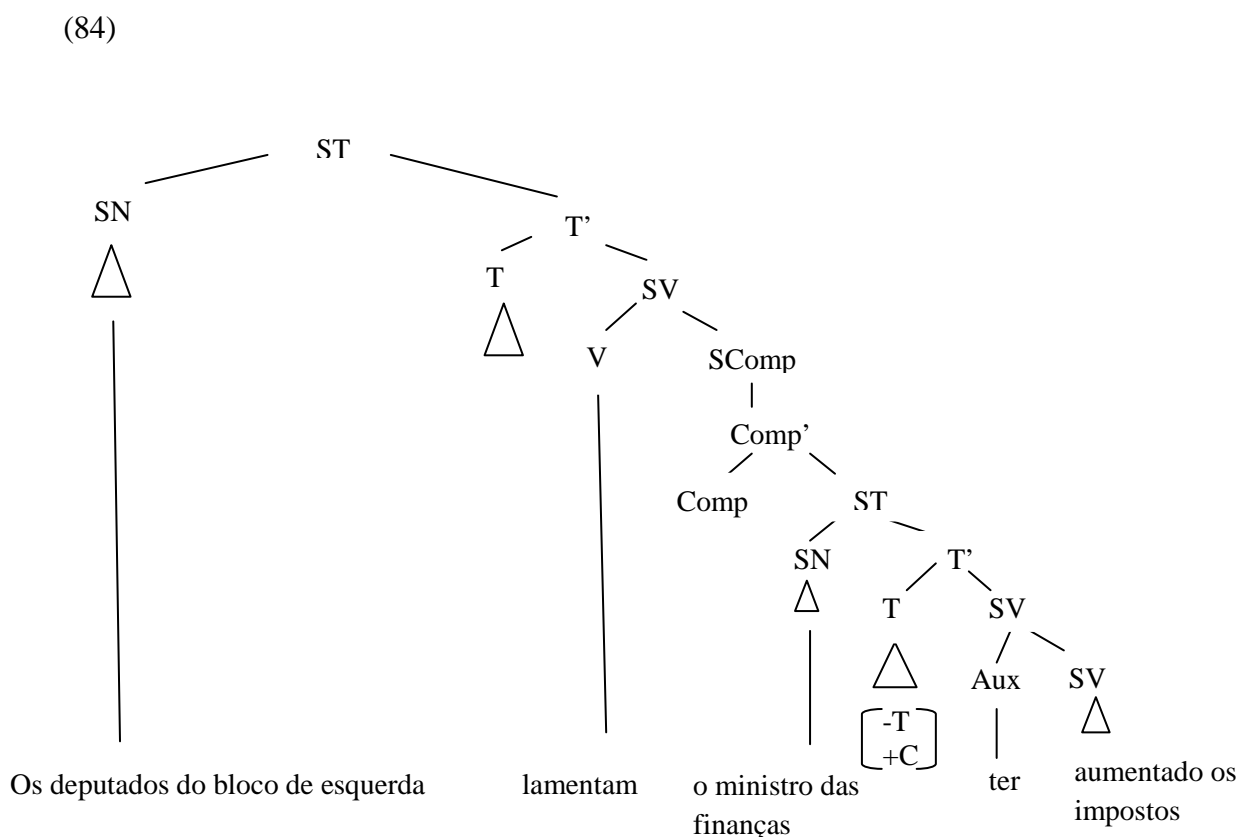 (84)
ST
SN
T’
T
SV
V
SComp
Comp’
Comp
ST
SN
T’
T
SV
Aux
SV
-T
+C
Os deputados do bloco de esquerda
lamentam
o ministro das
finanças
ter
aumentado os
impostos